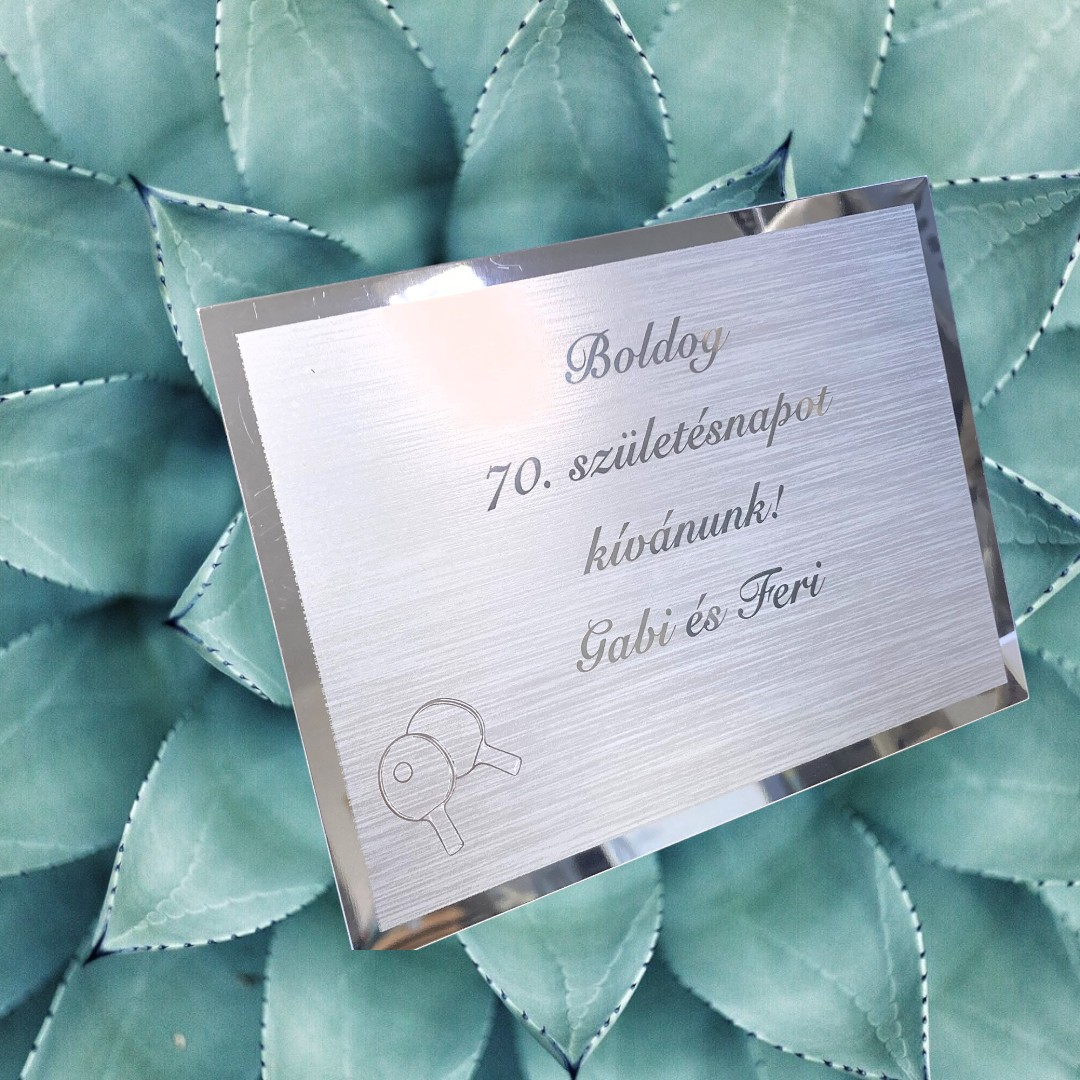 Boldog
70. születésnapot
kívánunk!
Gabi és Feri